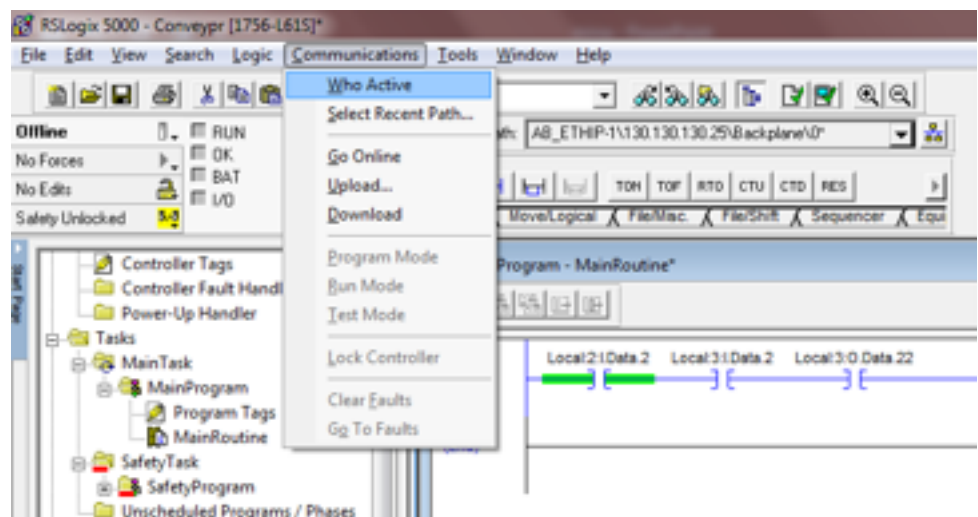 RSLogix 5000 - Conveypr [1756-L61S]*
File Edit View Search Logic Communications Tools Window Help
Who Active
Select Recent Path...
Go Online
Upload...
Download
Program Mode
Run Mode
Test Mode
Lock Controller
Clear Faults
Go To Faults
Offline
RUN
No Forces
OK
BAT
No Edits
I/O
Safety Unlocked
AB_ETHIP-1\130.130.130.25\Backplane\0*
TON TOF RTO CTU CTD RES
Move/Logical File/Misc. File/Shift Sequencer Equi
Start Page
Controller Tags
Controller Fault Handl
Power-Up Handler
Tasks
MainTask
MainProgram
Program Tags
MainRoutine
SafetyTask
SafetyProgram
Unscheduled Programs / Phases
Program - MainRoutine*
Local:2:I.Data.2 Local:3:I.Data.2 Local:3:O.Data.22
(End)